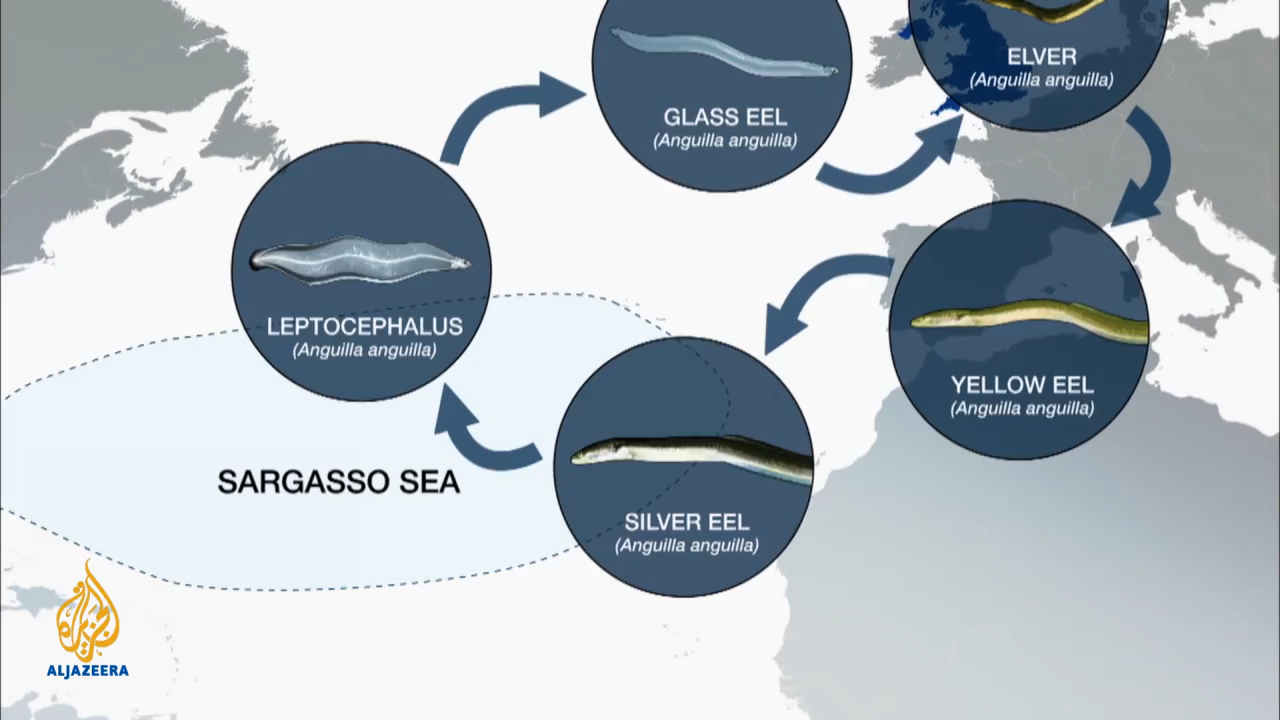 ELVER
(Anguilla anguilla)
GLASS EEL
(Anguilla anguilla)
LEPTOCEPHALUS
(Anguilla anguilla)
YELLOW EEL
(Anguilla anguilla)
SARGASSO SEA
SILVER EEL
(Anguilla anguilla)
الجزيرة
ALJAZEERA